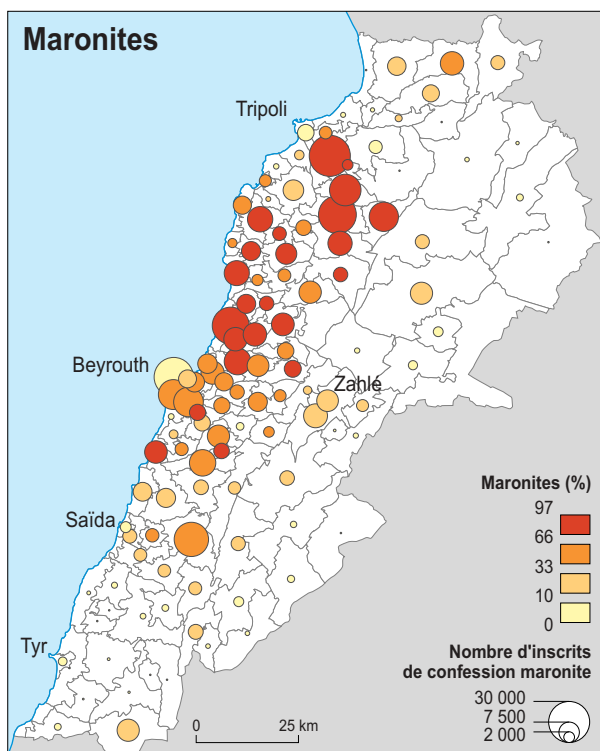 Maronites
Tripoli
Beyrouth
Zahlé
Saïda
Tyr
Maronites (%)
97
66
33
10
0
Nombre d'inscrits
de confession maronite
30 000
7 500
2 000
0 25 km